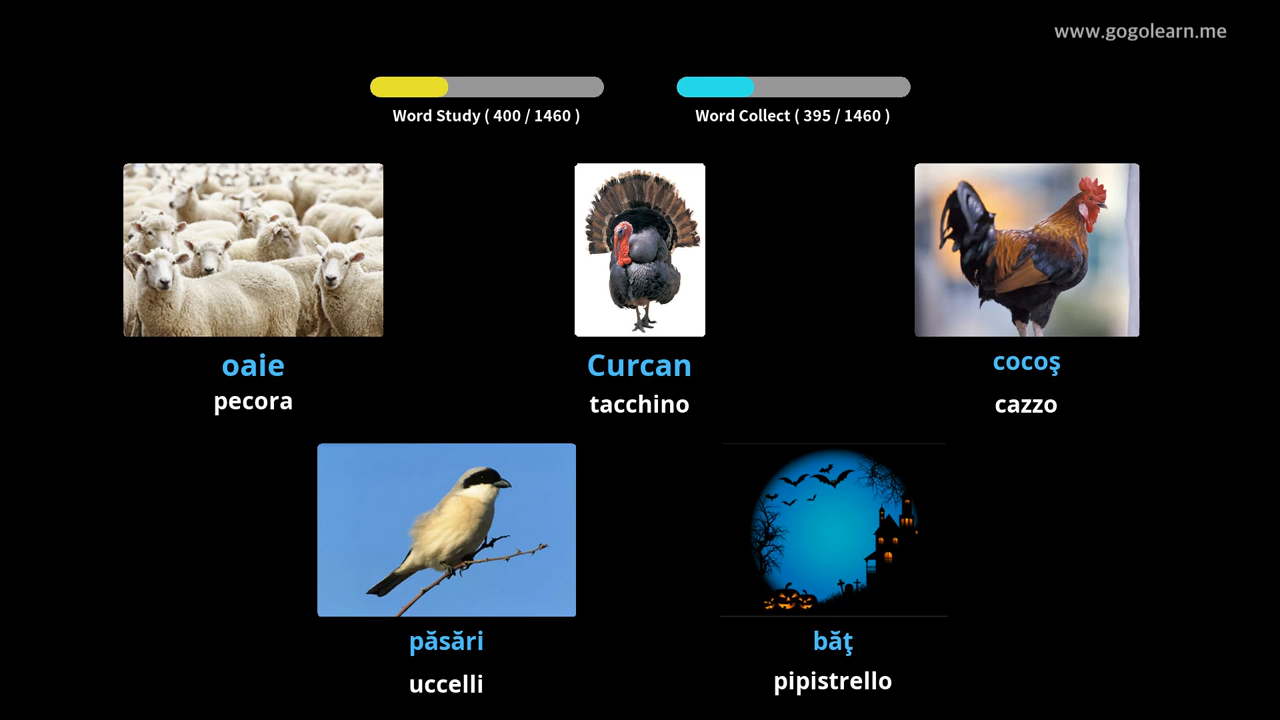 www.gogolearn.me
Word Study ( 400 / 1460 )
Word Collect ( 395 / 1460 )
oaie
Curcan
cocoş
pecora
tacchino
cazzo
păsări
băţ
uccelli
pipistrello